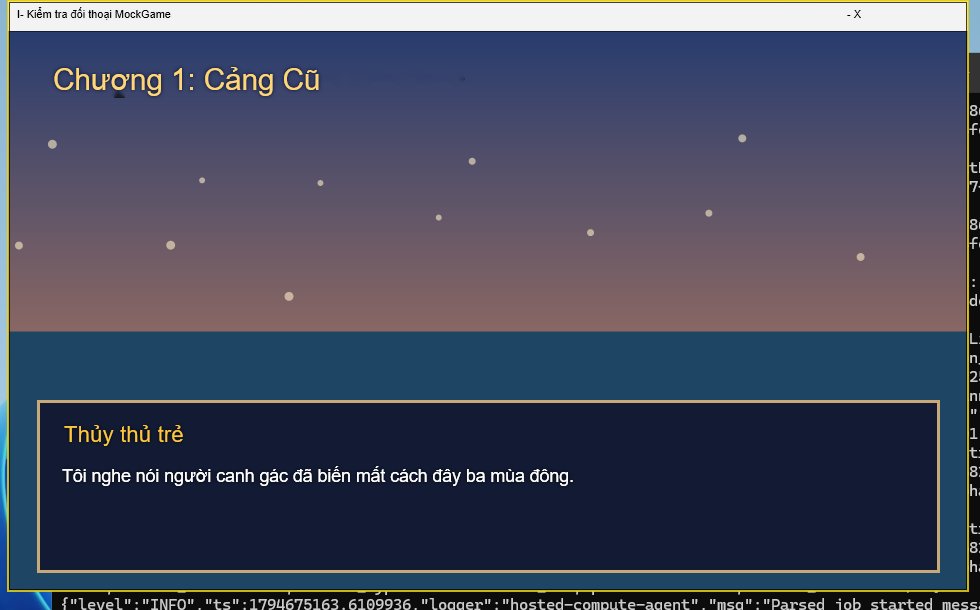 I- Kiểm tra đối thoại MockGame
- X
Chương 1: Cảng Cũ
Thủy thủ trẻ
Tôi nghe nói người canh gác đã biến mất cách đây ba mùa đông.
{"level":"INFO","ts":1794675163.6109936,"logger":"hosted-compute-agent","msg":"Parsed job started mes